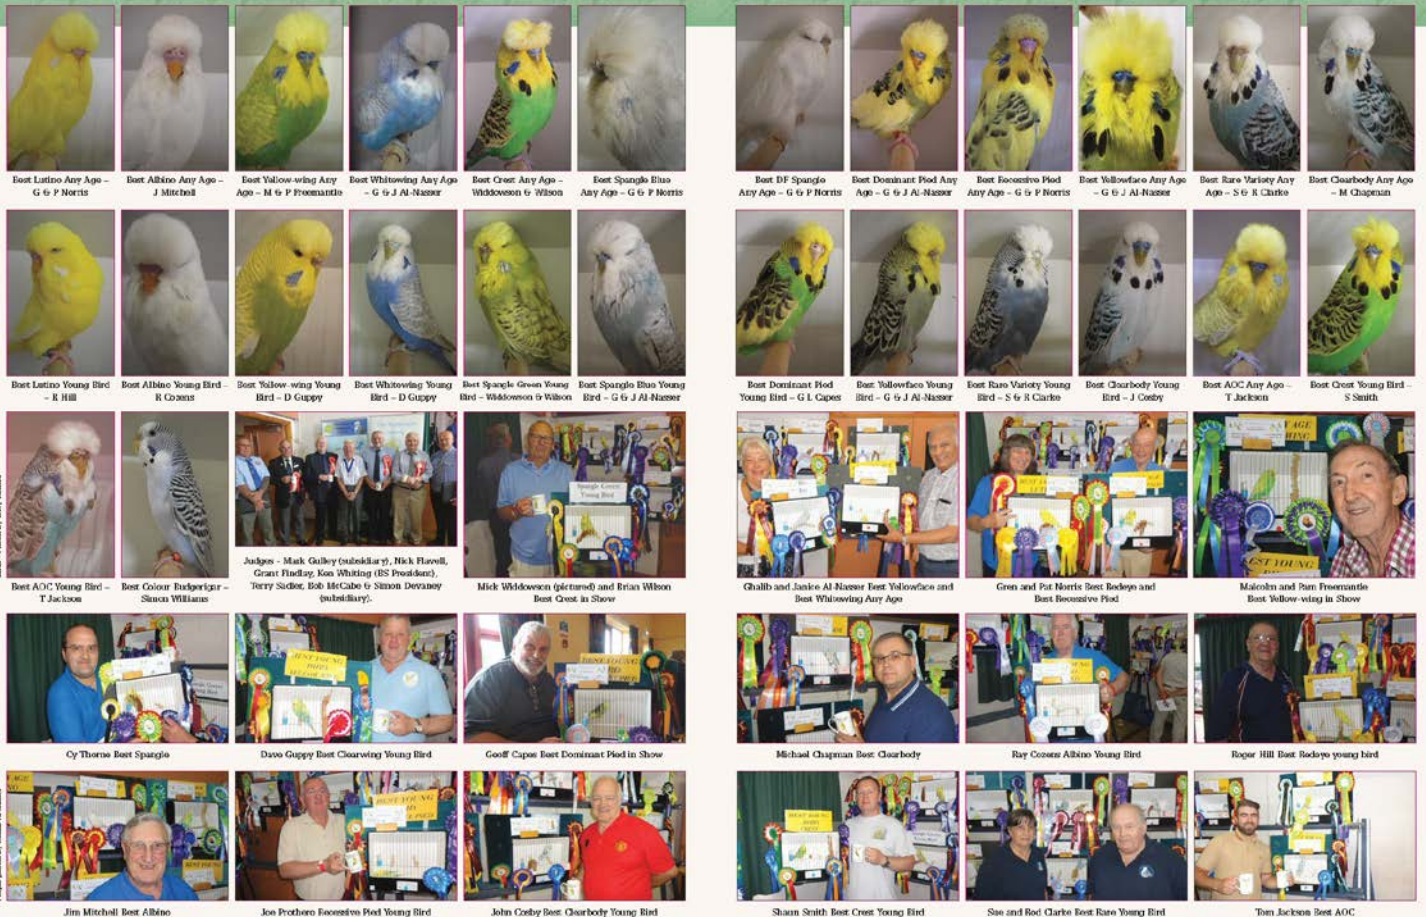 Best Lutino Any Age –
G & P Norris
Best Albino Any Age –
J Mitchell
Best Yellow-wing Any
Age – M & P Freemantle
Best Whitewing Any Age
– G & J Al-Nasser
Best Crest Any Age –
Widdowson & Wilson
Best Spangle Blue
Any Age – G & P Norris
Best DF Spangle
Any Age – G & P Norris
Best Dominant Pied Any
Age – G & J Al-Nasser
Best Recessive Pied
Any Age – G & P Norris
Best Yellowface Any Age
– G & J Al-Nasser
Best Rare Variety Any
Age – S & R Clarke
Best Clearbody Any Age
– M Chapman
Best Lutino Young Bird
– R Hill
Best Albino Young Bird –
R Cozens
Best Yellow-wing Young
Bird – D Guppy
Best Whitewing Young
Bird – D Guppy
Best Spangle Green Young
Bird – Widdowson & Wilson
Best Spangle Blue Young
Bird – G & J Al-Nasser
Best Dominant Pied
Young Bird – G L Capes
Best Yellowface Young
Bird – G & J Al-Nasser
Best Rare Variety Young
Bird – S & R Clarke
Best Clearbody Young
Bird – J Cosby
Best AOC Any Age –
T Jackson
Best Crest Young Bird –
S Smith
Best AOC Young Bird –
T Jackson
Best Colour Budgerigar –
Simon Williams
Judges - Mark Gulley (subsidiary), Nick Flavell,
Grant Findlay, Ken Whiting (BS President),
Terry Sadler, Bob McCabe & Simon Devaney
(subsidiary).
Spangle Green
Young Bird
Mick Widdowson (pictured) and Brian Wilson
Best Crest in Show
Ghalib and Janice Al-Nasser Best Yellowface and
Best Whitewing Any Age
Gren and Pat Norris Best Redeye and
Best Recessive Pied
Malcolm and Pam Freemantle
Best Yellow-wing in Show
Cy Thorne Best Spangle
BEST YOUNG
BIRD
Dave Guppy Best Clearwing Young Bird
Geoff Capes Best Dominant Pied in Show
Michael Chapman Best Clearbody
Ray Cozens Albino Young Bird
Roger Hill Best Redeye young bird
Jim Mitchell Best Albino
BEST YOUNG
Joe Prothero Recessive Pied Young Bird
John Cosby Best Clearbody Young Bird
BEST YOUNG
BIRD
CREST
Shaun Smith Best Crest Young Bird
Sue and Rod Clarke Best Rare Young Bird
Tom Jackson Best AOC